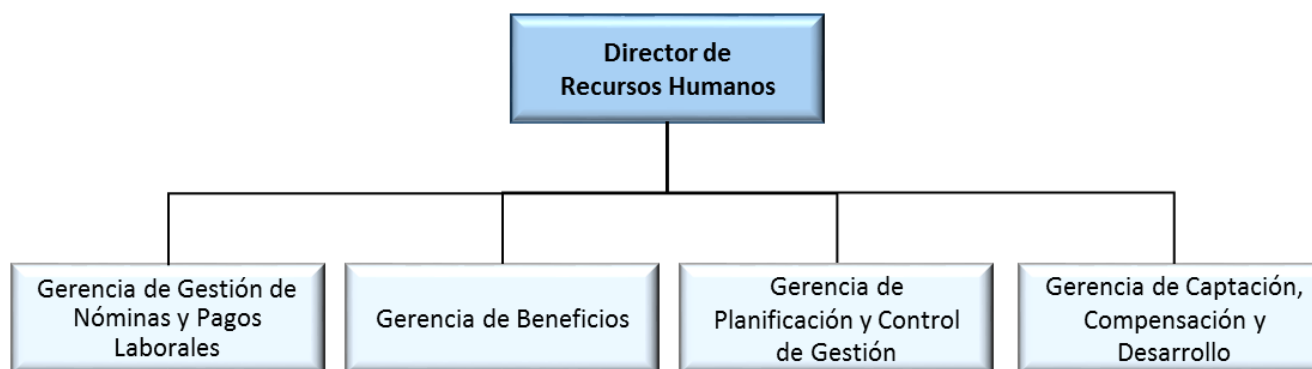 Director de
Recursos Humanos
Gerencia de Gestión de
Nóminas y Pagos
Laborales
Gerencia de Beneficios
Gerencia de
Planificación y Control
de Gestión
Gerencia de Captación,
Compensación y
Desarrollo